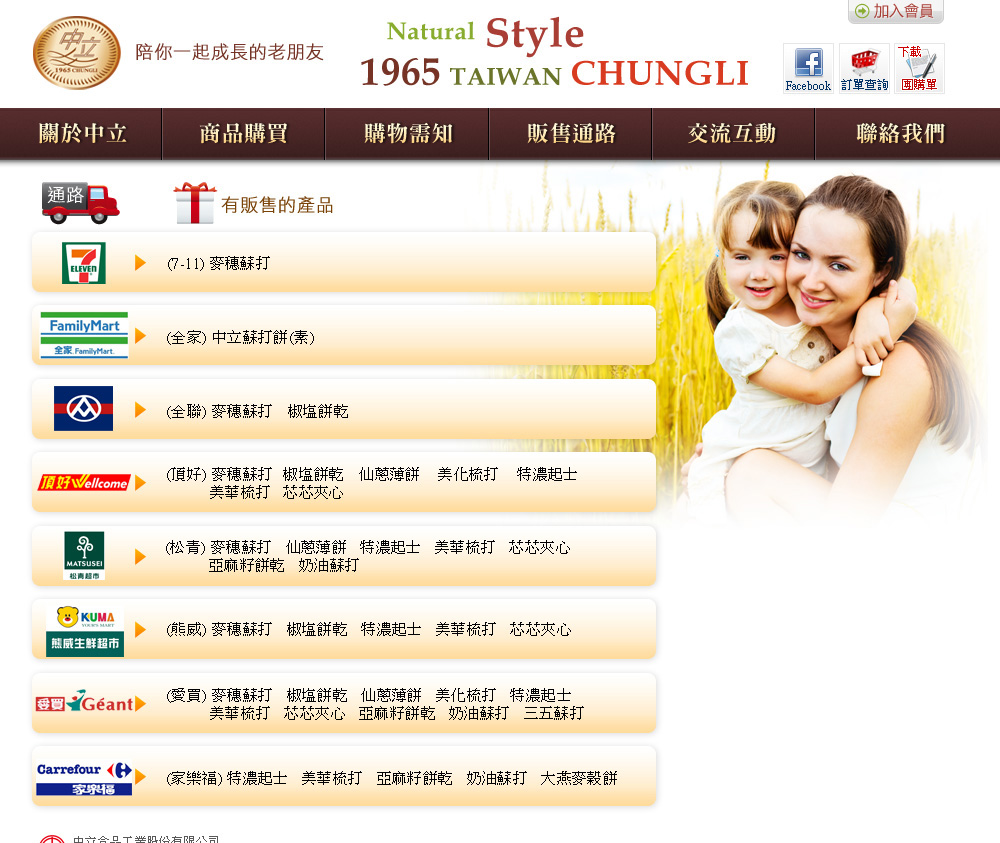 加入會員
中立
1965 CHUNGLI
陪你一起成長的老朋友
Natural Style
1965 TAIWAN CHUNGLI
Facebook
訂單查詢
下載
團購單
關於中立 商品購買 購物需知 販售通路 交流互動 聯絡我們
通路 有販售的產品
7
ELEVEN
(7-11) 麥穗蘇打
FamilyMart
全家 FamilyMart
(全家) 中立蘇打餅(素)
(全聯) 麥穗蘇打 椒塩餅乾
頂好 Wellcome
(頂好) 麥穗蘇打 椒塩餅乾 仙蔥薄餅 美化梳打 特濃起士
美華梳打 芯芯夾心
MATSUSEI
松青超市
(松青) 麥穗蘇打 仙蔥薄餅 特濃起士 美華梳打 芯芯夾心
亞麻籽餅乾 奶油蘇打
KUMA
熊威生鮮超市
(熊威) 麥穗蘇打 椒塩餅乾 特濃起士 美華梳打 芯芯夾心
愛買 Géant
(愛買) 麥穗蘇打 椒塩餅乾 仙蔥薄餅 美化梳打 特濃起士
美華梳打 芯芯夾心 亞麻籽餅乾 奶油蘇打 三五蘇打
Carrefour
家樂福
(家樂福) 特濃起士 美華梳打 亞麻籽餅乾 奶油蘇打 大燕麥穀餅
中立食品工業股份有限公司